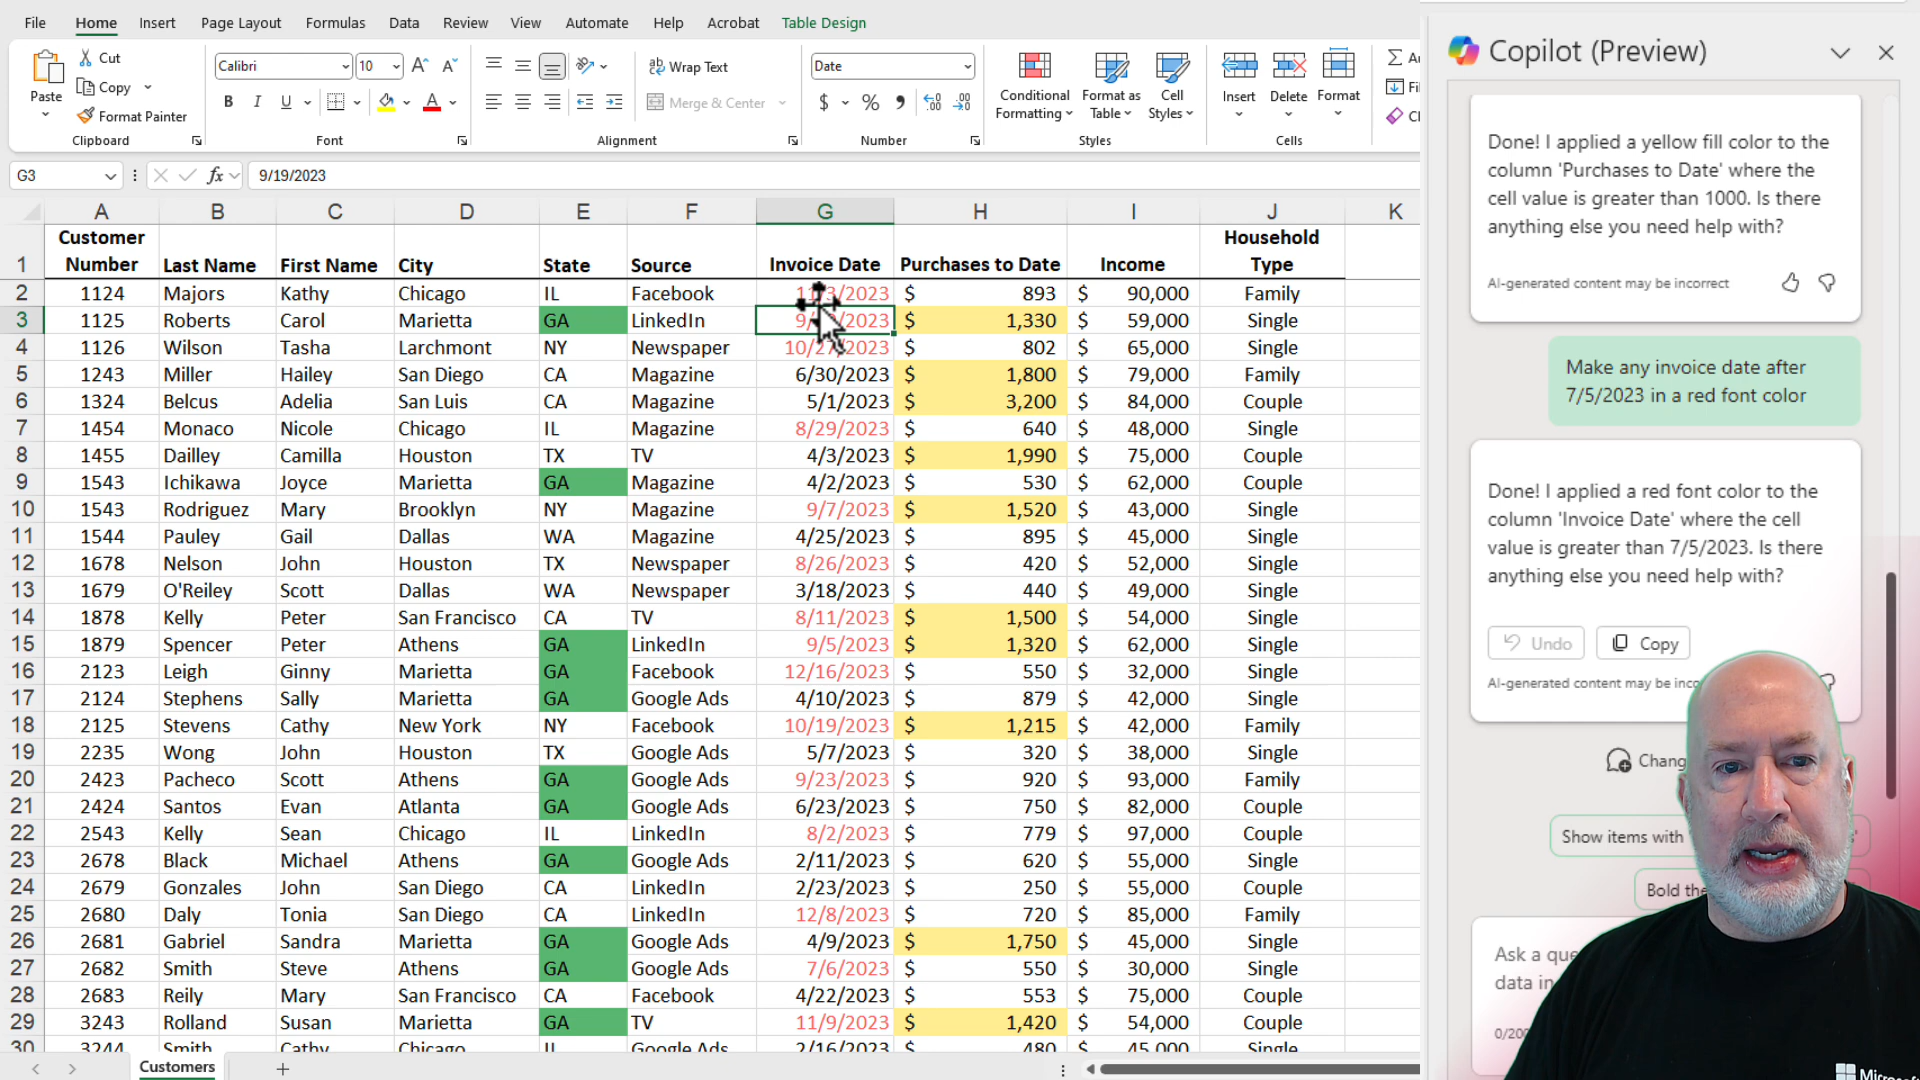 File Home Insert Page Layout Formulas Data Review View Automate Help Acrobat Table Design
Cut
Copy
Format Painter
Paste
Clipboard
Calibri 10
B I U
Font
Wrap Text
Merge & Center
Alignment
Date
$ %
Number
Conditional Formatting
Format as Table
Cell Styles
Styles
Insert Delete Format
Cells
G3 fx 9/19/2023
A B C D E F G H I J K
1 Customer Number Last Name First Name City State Source Invoice Date Purchases to Date Income Household Type
2 1124 Majors Kathy Chicago IL Facebook $ 893 $ 90,000 Family
3 1125 Roberts Carol Marietta GA LinkedIn $ 1,330 $ 59,000 Single
4 1126 Wilson Tasha Larchmont NY Newspaper $ 802 $ 65,000 Single
5 1243 Miller Hailey San Diego CA Magazine 6/30/2023 $ 1,800 $ 79,000 Family
6 1324 Belcus Adelia San Luis CA Magazine 5/1/2023 $ 3,200 $ 84,000 Couple
7 1454 Monaco Nicole Chicago IL Magazine 8/29/2023 $ 640 $ 48,000 Single
8 1455 Dailley Camilla Houston TX TV 4/3/2023 $ 1,990 $ 75,000 Couple
9 1543 Ichikawa Joyce Marietta GA Magazine 4/2/2023 $ 530 $ 62,000 Couple
10 1543 Rodriguez Mary Brooklyn NY Magazine 9/7/2023 $ 1,520 $ 43,000 Single
11 1544 Pauley Gail Dallas WA Magazine 4/25/2023 $ 895 $ 45,000 Single
12 1678 Nelson John Houston TX Newspaper 8/26/2023 $ 420 $ 52,000 Single
13 1679 O'Reiley Scott Dallas WA Newspaper 3/18/2023 $ 440 $ 49,000 Single
14 1878 Kelly Peter San Francisco CA TV 8/11/2023 $ 1,500 $ 54,000 Single
15 1879 Spencer Peter Athens GA LinkedIn 9/5/2023 $ 1,320 $ 62,000 Single
16 2123 Leigh Ginny Marietta GA Facebook 12/16/2023 $ 550 $ 32,000 Single
17 2124 Stephens Sally Marietta GA Google Ads 4/10/2023 $ 879 $ 42,000 Single
18 2125 Stevens Cathy New York NY Facebook 10/19/2023 $ 1,215 $ 42,000 Family
19 2235 Wong John Houston TX Google Ads 5/7/2023 $ 320 $ 38,000 Single
20 2423 Pacheco Scott Athens GA Google Ads 9/23/2023 $ 920 $ 93,000 Family
21 2424 Santos Evan Atlanta GA Google Ads 6/23/2023 $ 750 $ 82,000 Couple
22 2543 Kelly Sean Chicago IL LinkedIn 8/2/2023 $ 779 $ 97,000 Couple
23 2678 Black Michael Athens GA Google Ads 2/11/2023 $ 620 $ 55,000 Single
24 2679 Gonzales John San Diego CA LinkedIn 2/23/2023 $ 250 $ 55,000 Couple
25 2680 Daly Tonia San Diego CA LinkedIn 12/8/2023 $ 720 $ 85,000 Family
26 2681 Gabriel Sandra Marietta GA Google Ads 4/9/2023 $ 1,750 $ 45,000 Single
27 2682 Smith Steve Athens GA Google Ads 7/6/2023 $ 550 $ 30,000 Single
28 2683 Reily Mary San Francisco CA Facebook 4/22/2023 $ 553 $ 75,000 Couple
29 3243 Rolland Susan Marietta GA TV 11/9/2023 $ 1,420 $ 54,000 Couple
30 3244 Smith Cathy Chicago IL Google Ads 2/16/2023 $ 480 $ 45,000 Single
Customers
Copilot (Preview)
Done! I applied a yellow fill color to the
column 'Purchases to Date' where the
cell value is greater than 1000. Is there
anything else you need help with?
AI-generated content may be incorrect
Make any invoice date after
7/5/2023 in a red font color
Done! I applied a red font color to the
column 'Invoice Date' where the cell
value is greater than 7/5/2023. Is there
anything else you need help with?
Undo Copy
AI-generated content may be
Show items with
Bold
Ask a
data in